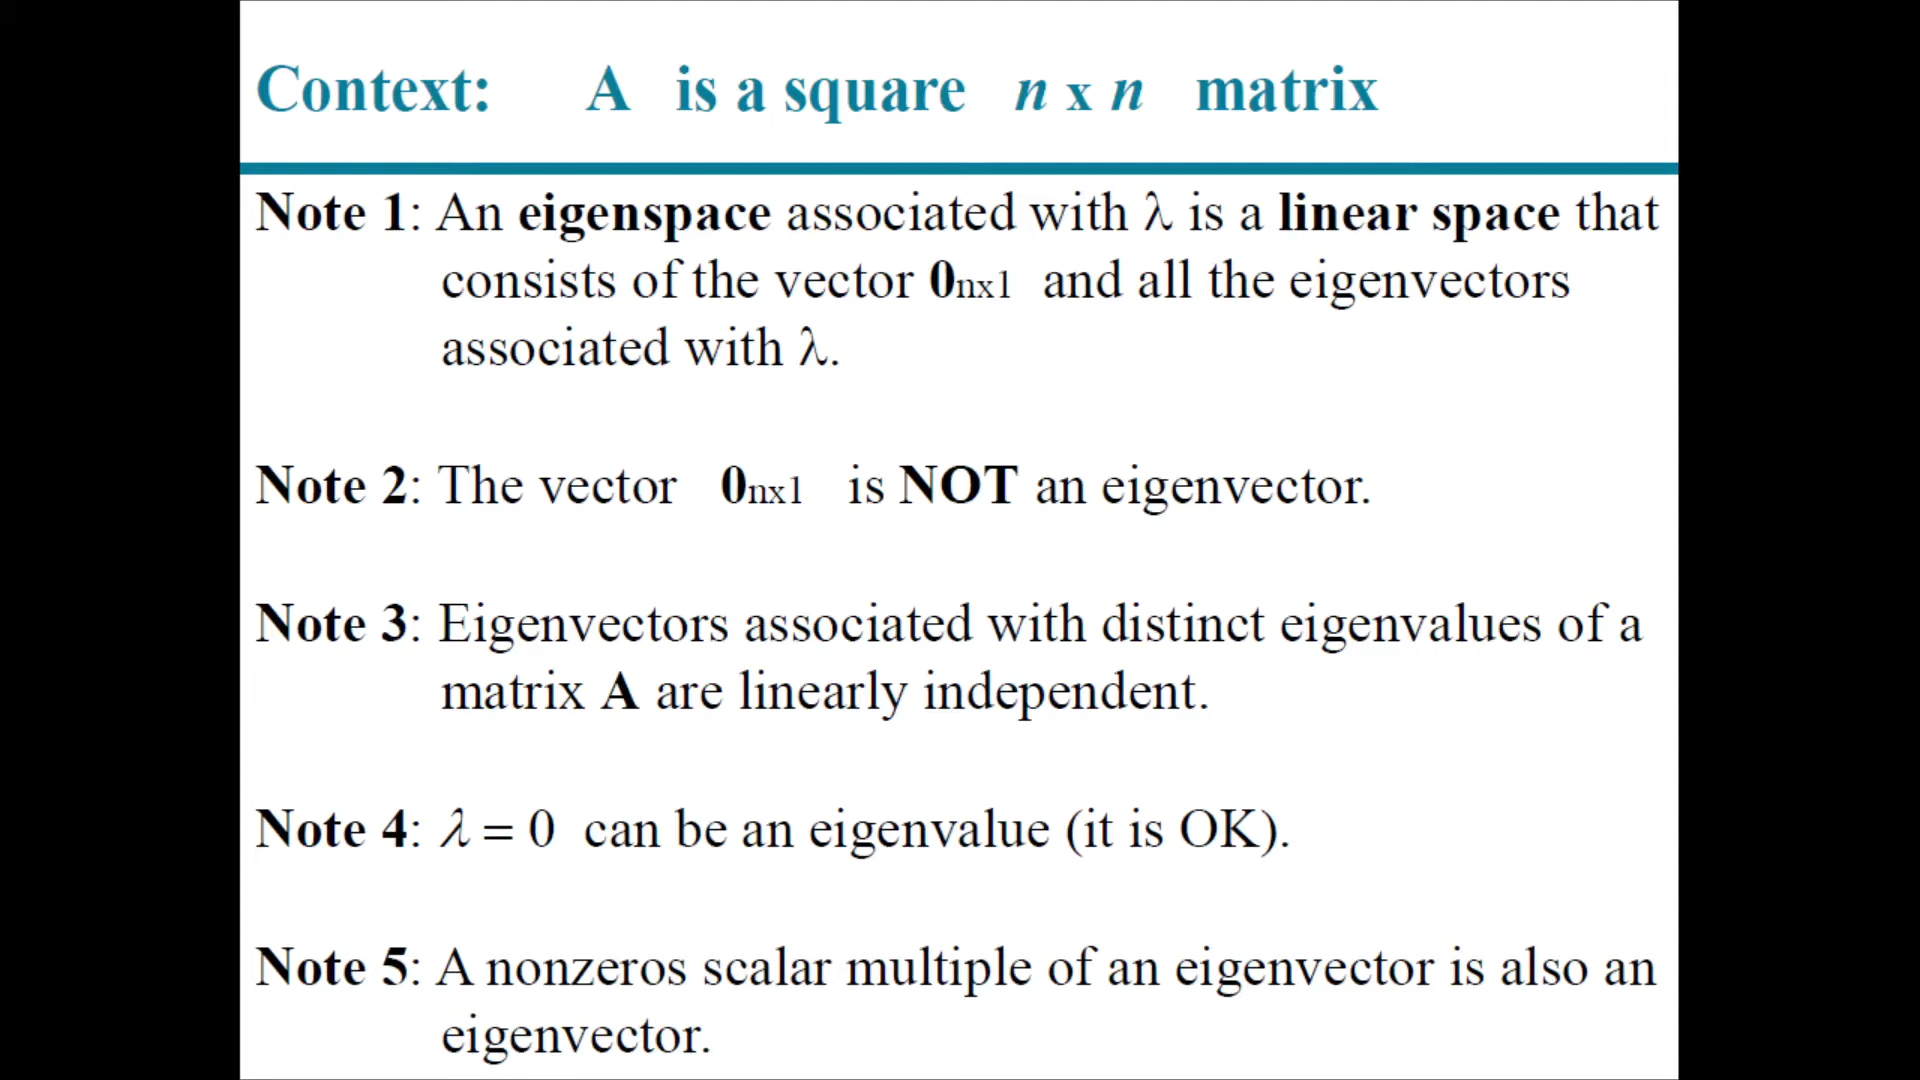 Context: A is a square n x n matrix
Note 1: An eigenspace associated with λ is a linear space that
consists of the vector 0nx1 and all the eigenvectors
associated with λ.
Note 2: The vector 0nx1 is NOT an eigenvector.
Note 3: Eigenvectors associated with distinct eigenvalues of a
matrix A are linearly independent.
Note 4: λ = 0 can be an eigenvalue (it is OK).
Note 5: A nonzeros scalar multiple of an eigenvector is also an
eigenvector.